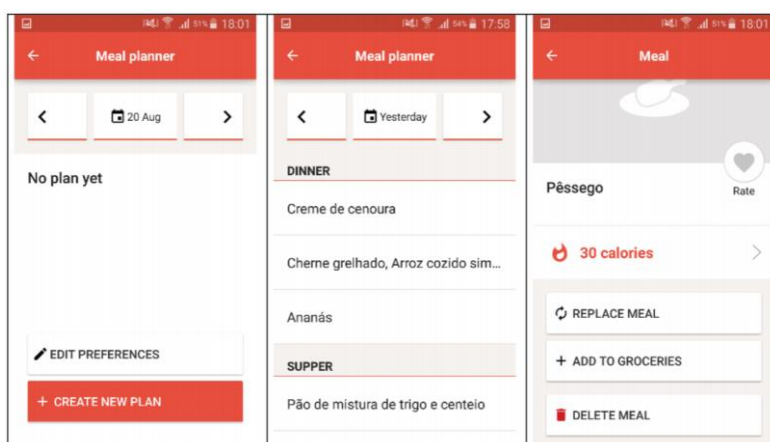 51% 18:01
Meal planner
20 Aug
No plan yet
EDIT PREFERENCES
+ CREATE NEW PLAN
54% 17:58
Meal planner
Yesterday
DINNER
Creme de cenoura
Cherne grelhado, Arroz cozido sim...
Ananás
SUPPER
Pão de mistura de trigo e centeio
51% 18:01
Meal
Pêssego
Rate
30 calories
REPLACE MEAL
+ ADD TO GROCERIES
DELETE MEAL